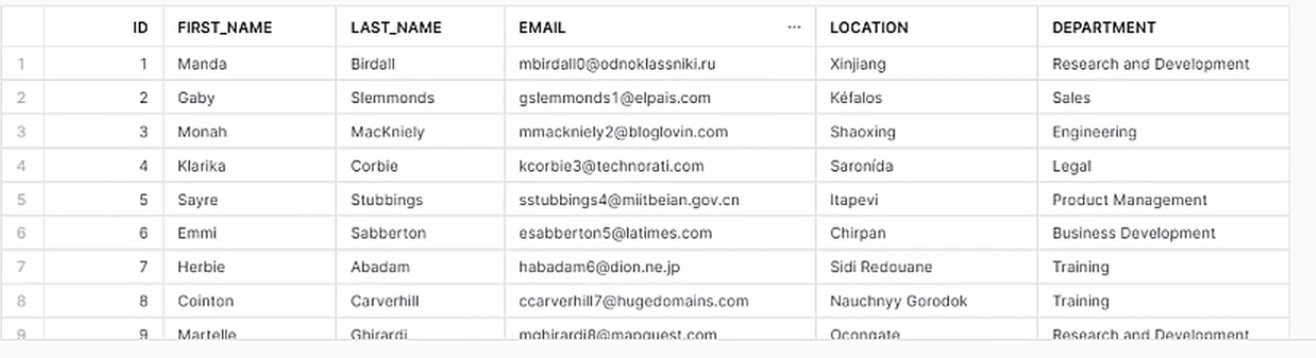 ID FIRST_NAME LAST_NAME EMAIL ... LOCATION DEPARTMENT
1 1 Manda Birdall mbirdall0@odnoklassniki.ru Xinjiang Research and Development
2 2 Gaby Slemmonds gslemmonds1@elpais.com Kéfalos Sales
3 3 Monah MacKniely mmackniely2@bloglovin.com Shaoxing Engineering
4 4 Klarika Corbie kcorbie3@technorati.com Saronída Legal
5 5 Sayre Stubbings sstubbings4@miitbeian.gov.cn Itapevi Product Management
6 6 Emmi Sabberton esabberton5@latimes.com Chirpan Business Development
7 7 Herbie Abadam habadam6@dion.ne.jp Sidi Redouane Training
8 8 Cointon Carverhill ccarverhill7@hugedomains.com Nauchnyy Gorodok Training
9 9 Martelle Ghirardi mghirardi8@mapquest.com Ocongate Research and Development